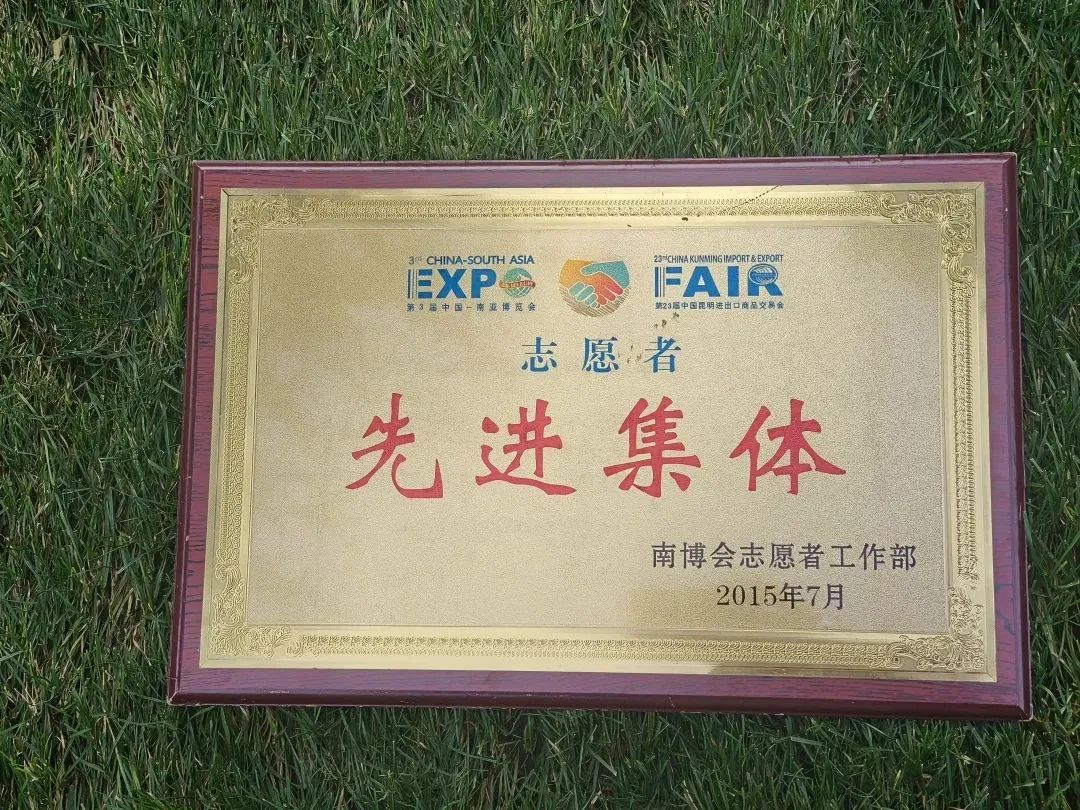 3rd CHINA-SOUTH ASIA
EXPO
第3届中国-南亚博览会
23rd CHINA KUNMING IMPORT & EXPORT
FAIR
第23届中国昆明进出口商品交易会
志愿者
先进集体
南博会志愿者工作部
2015年7月